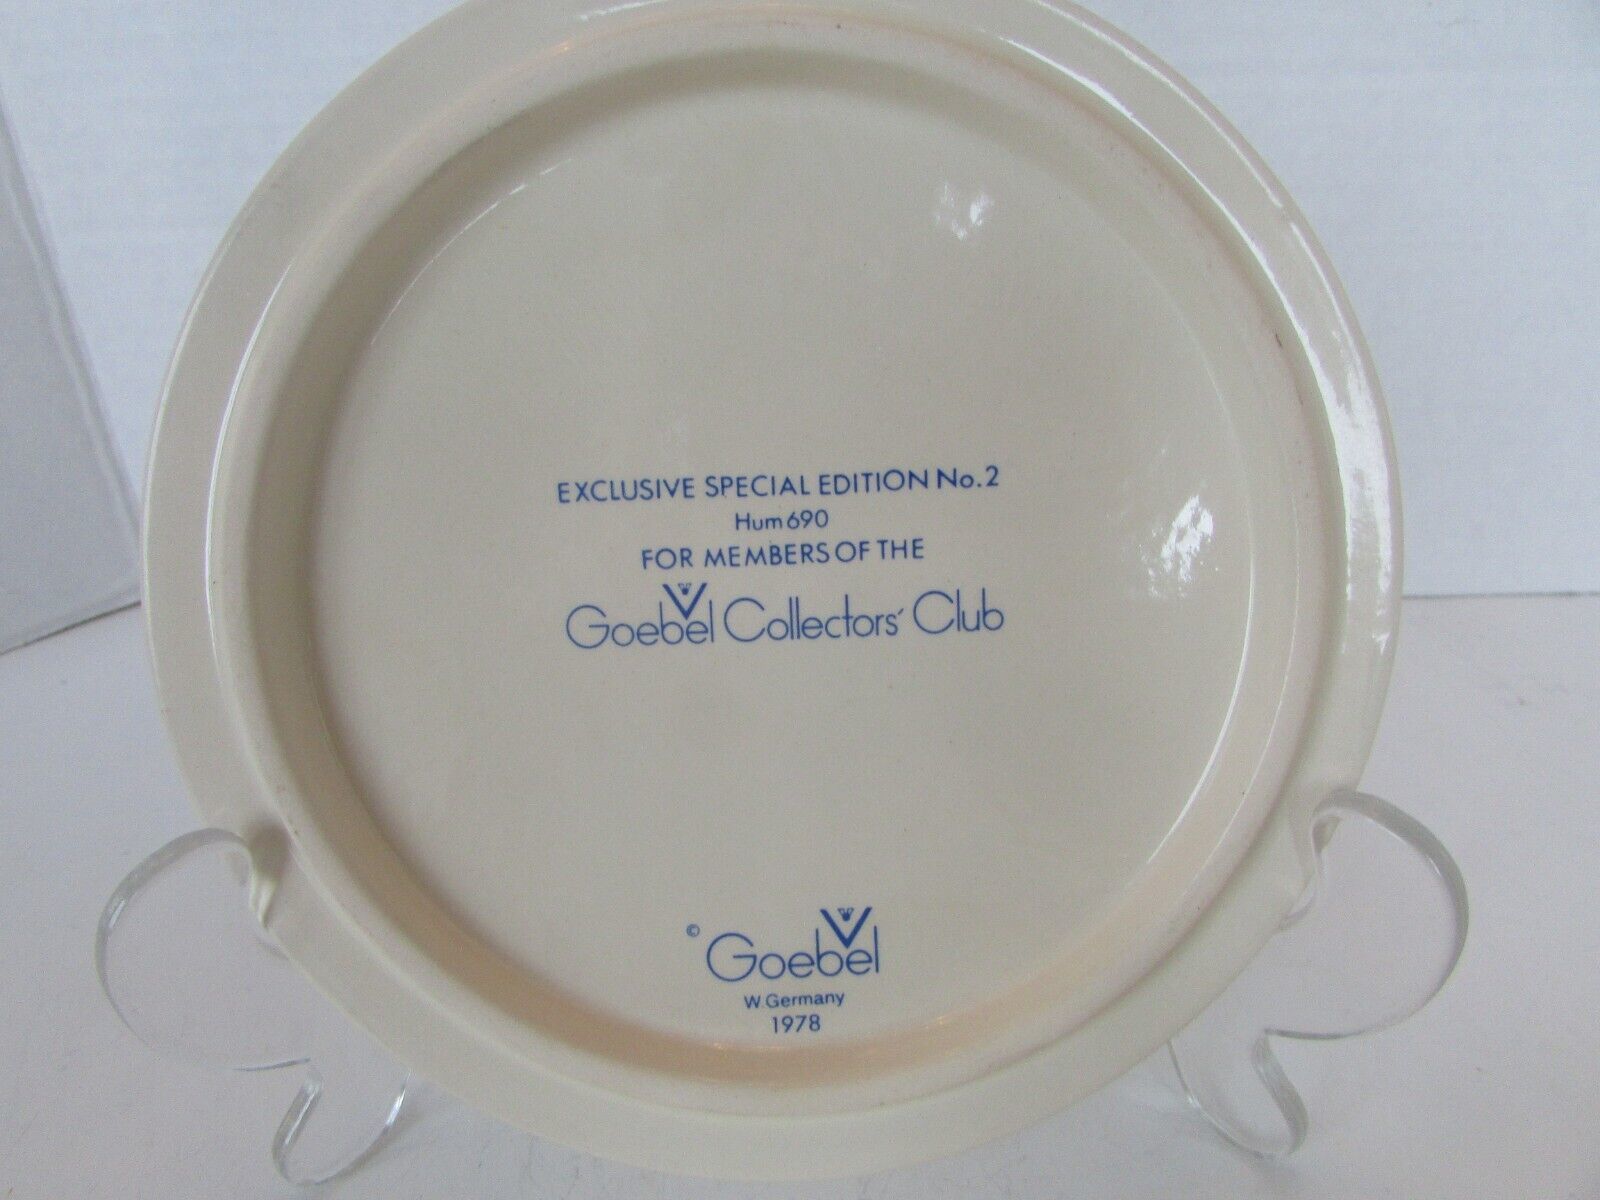 EXCLUSIVE SPECIAL EDITION No.2
Hum 690
FOR MEMBERS OF THE
Goebel Collectors' Club
© Goebel
W. Germany
1978